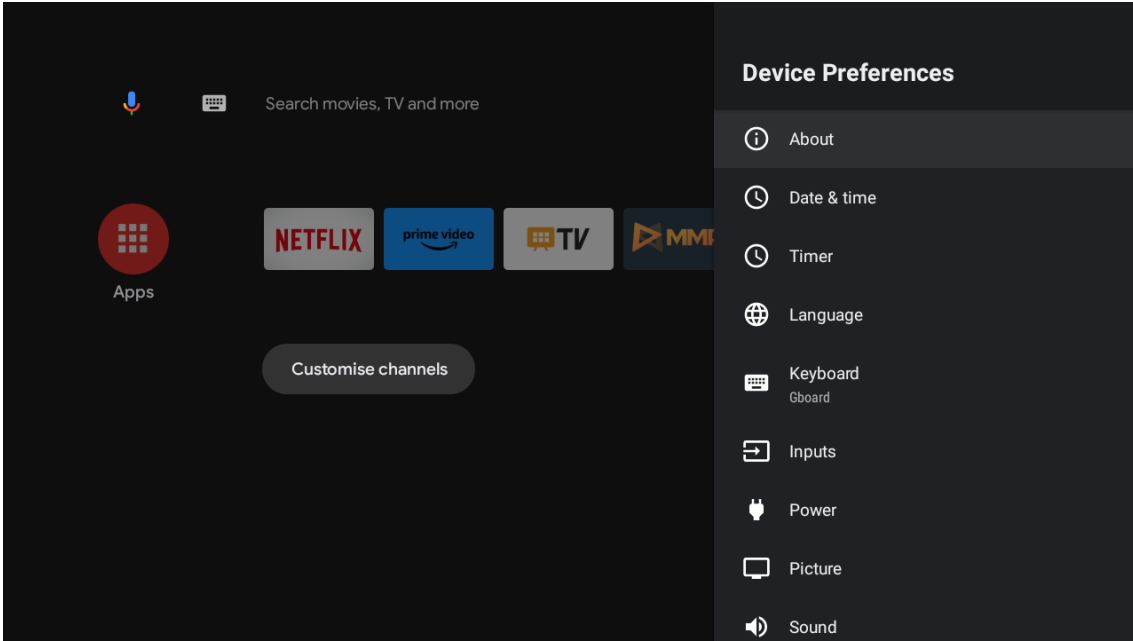 Search movies, TV and more
Apps
NETFLIX
prime video
TV
Customise channels
Device Preferences
About
Date & time
Timer
Language
Keyboard
Gboard
Inputs
Power
Picture
Sound